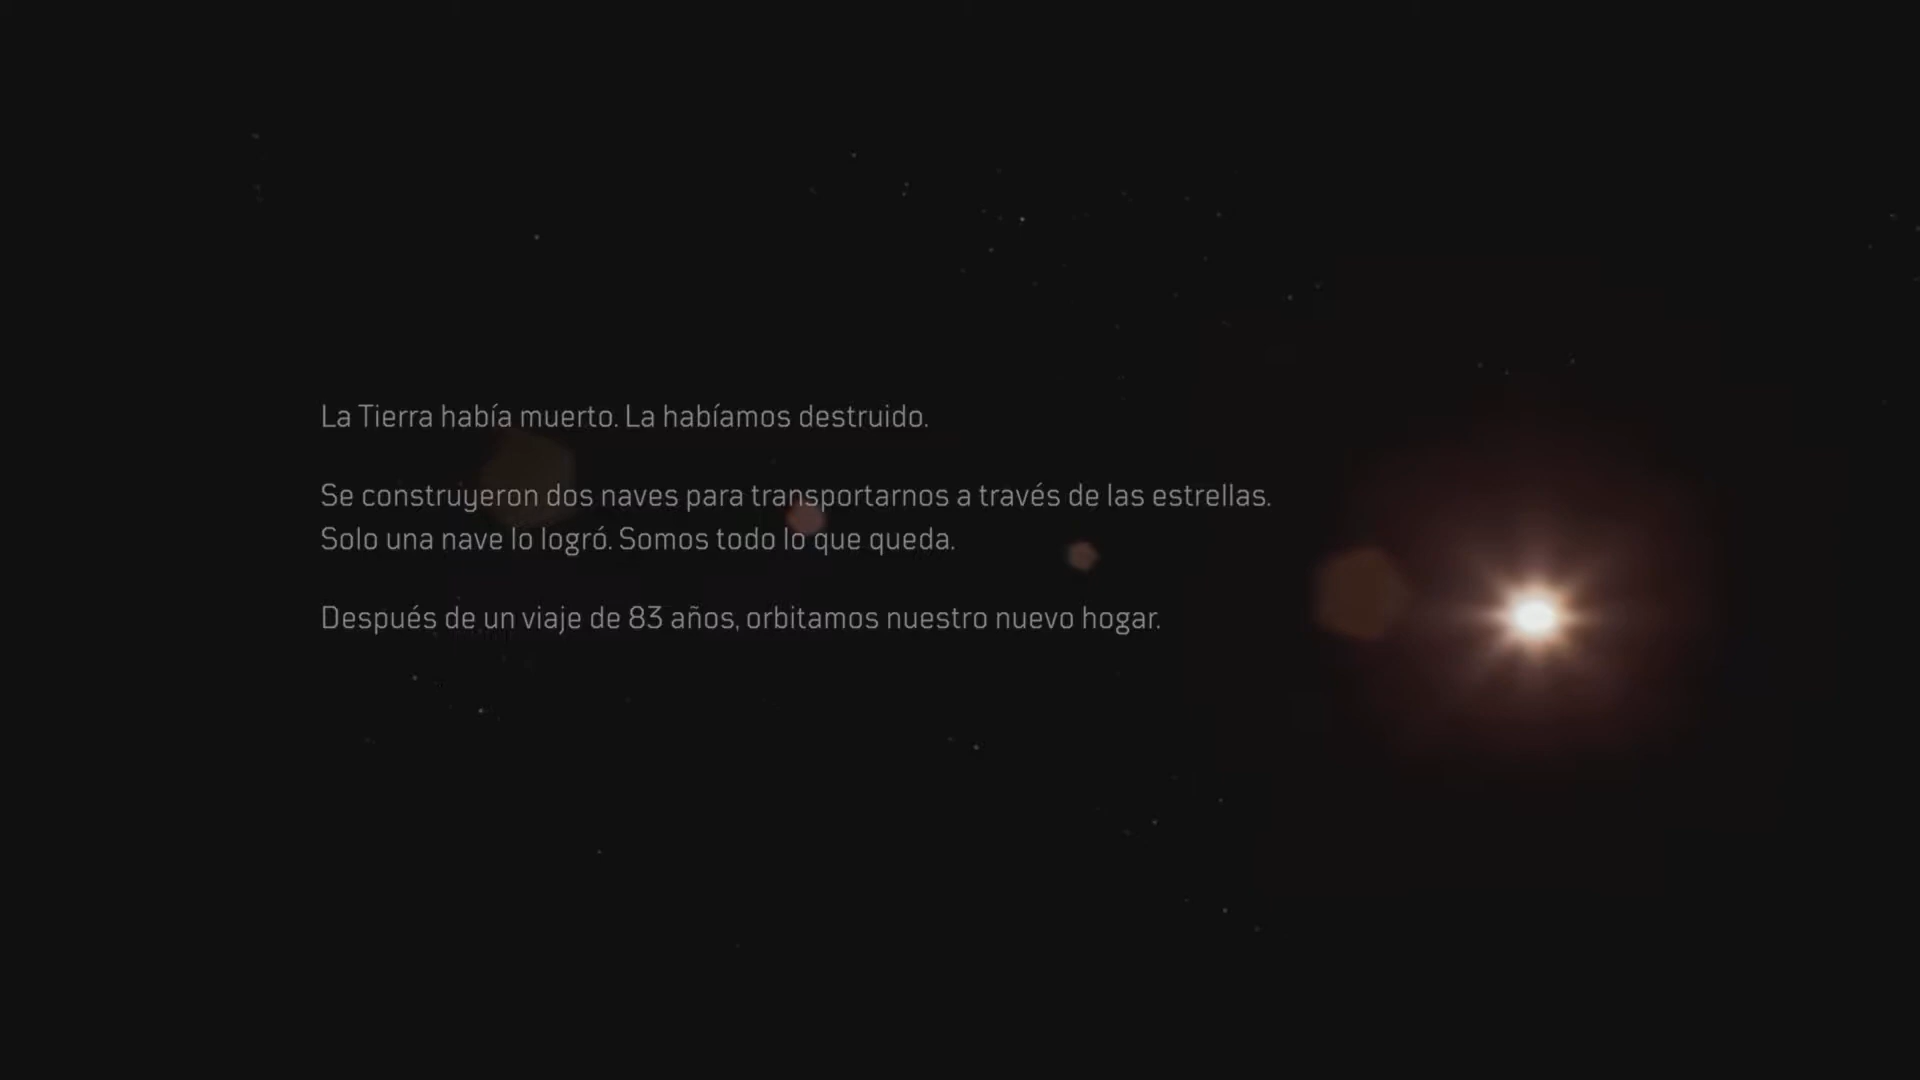 La Tierra había muerto. La habíamos destruido.
Se construyeron dos naves para transportarnos a través de las estrellas.
Solo una nave lo logró. Somos todo lo que queda.
Después de un viaje de 83 años, orbitamos nuestro nuevo hogar.